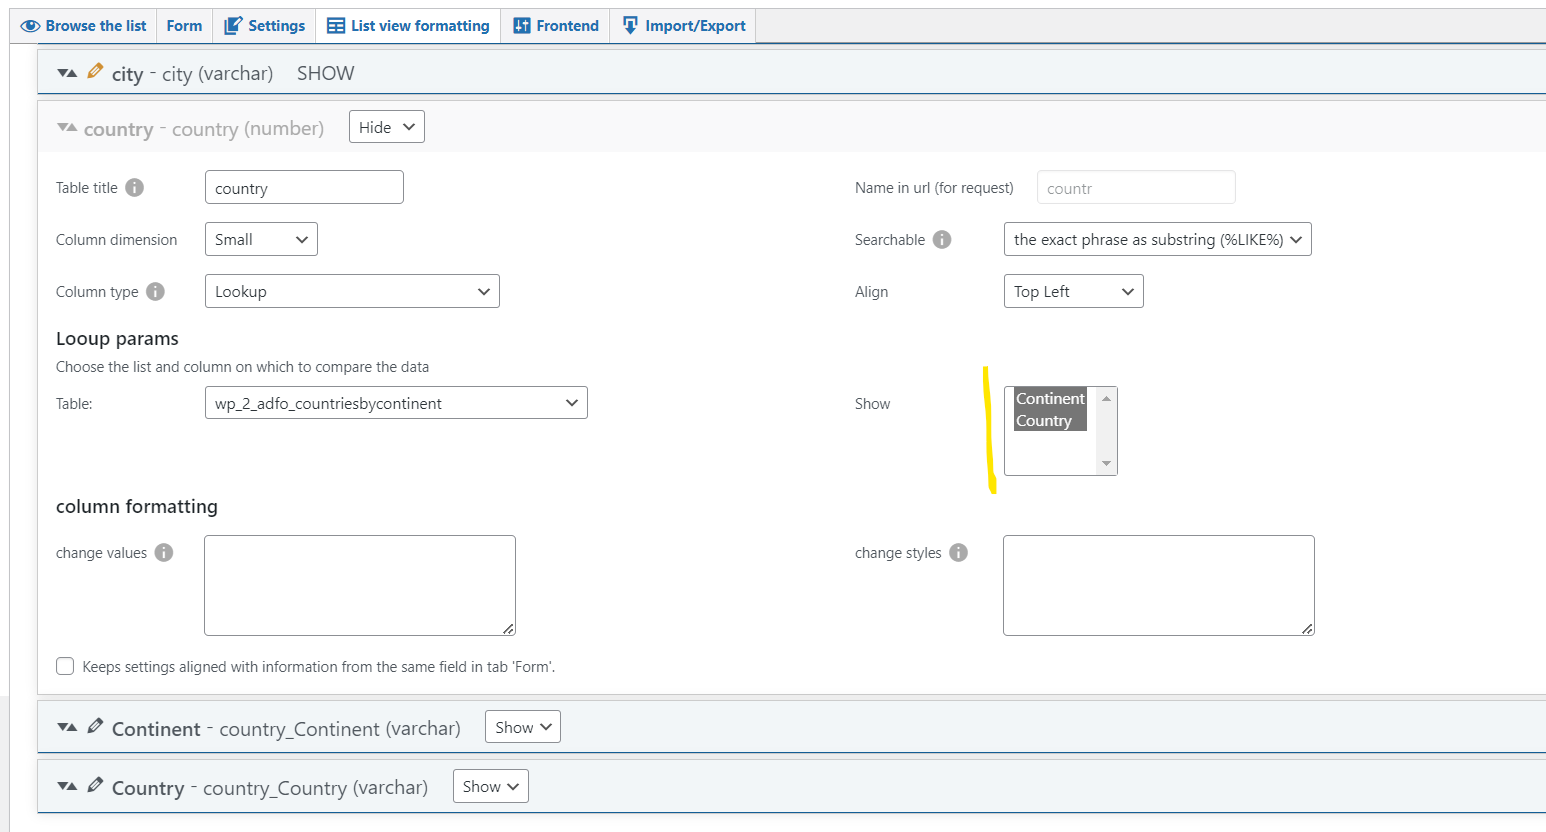 Browse the list Form Settings List view formatting Frontend Import/Export
city - city (varchar) SHOW
country - country (number) Hide
Table title country Name in url (for request) countr
Column dimension Small Searchable the exact phrase as substring (%LIKE%)
Column type Lookup Align Top Left
Looup params
Choose the list and column on which to compare the data
Table: wp_2_adfo_countriesbycontinent Show Continent
Country
column formatting
change values change styles
Keeps settings aligned with information from the same field in tab 'Form'.
Continent - country_Continent (varchar) Show
Country - country_Country (varchar) Show